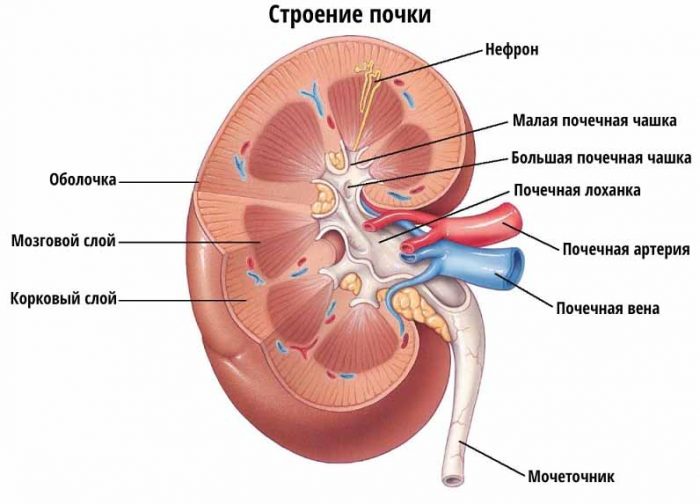 Строение почки
Нефрон
Малая почечная чашка
Большая почечная чашка
Почечная лоханка
Почечная артерия
Почечная вена
Мочеточник
Оболочка
Мозговой слой
Корковый слой